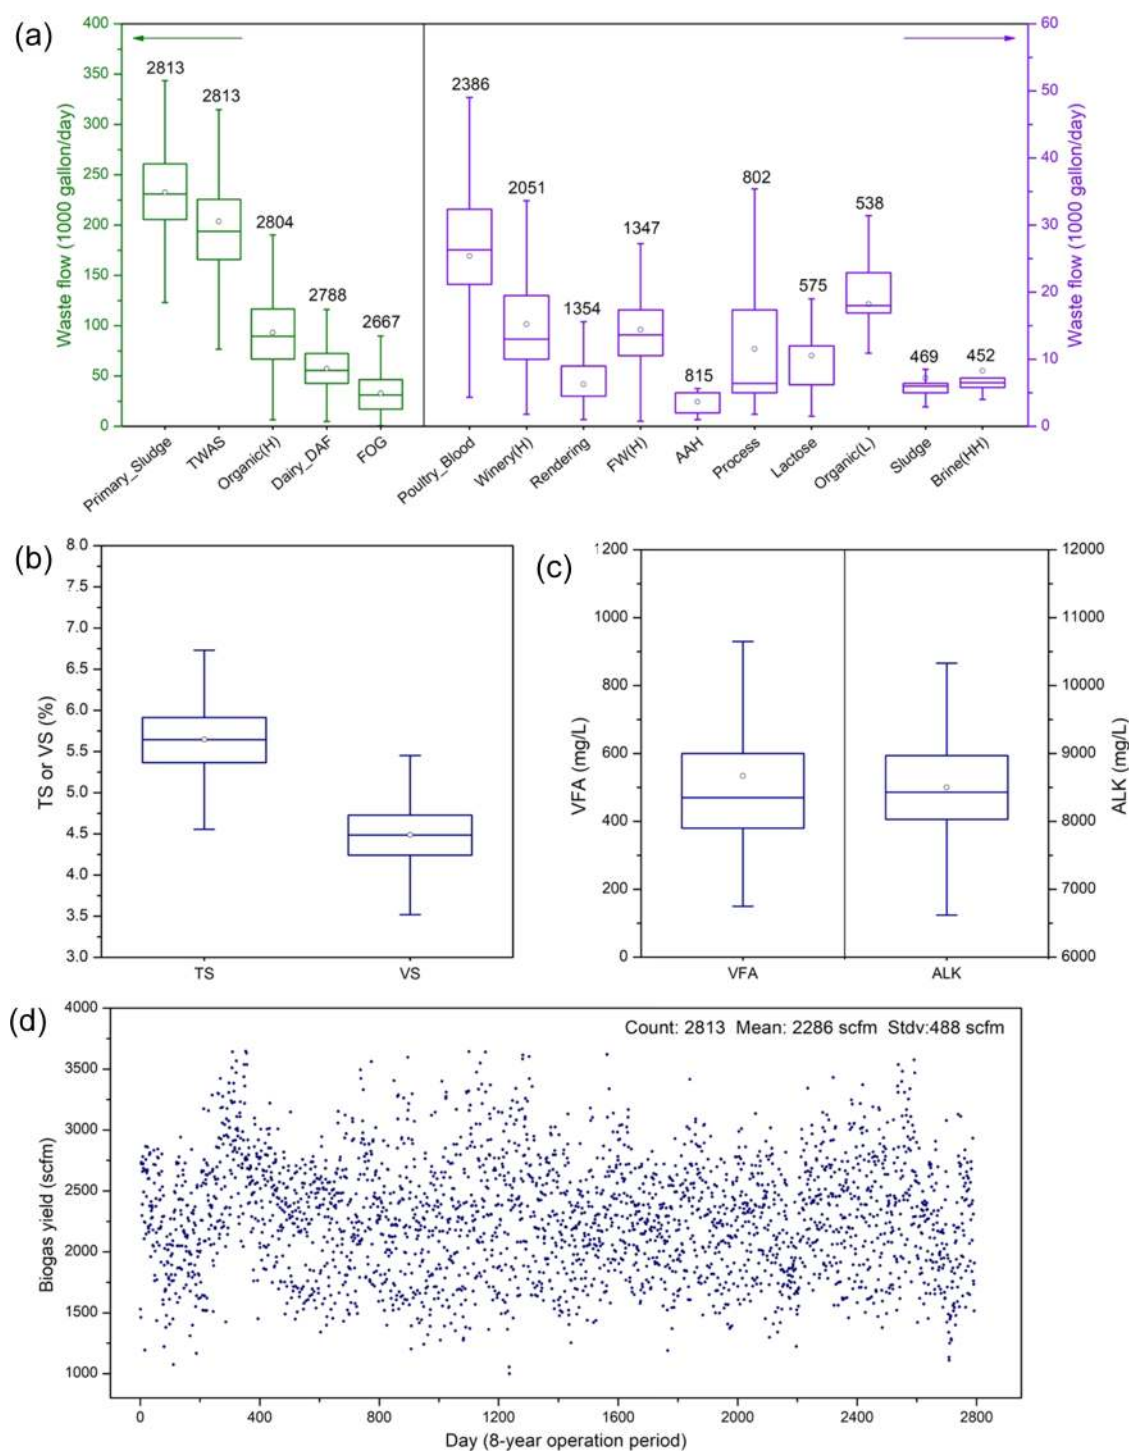 (a)
400
350
300
250
200
150
100
50
0
Waste flow (1000 gallon/day)
2813
2813
2804
2788
2667
2386
2051
1354
1347
815
802
575
538
469
452
60
50
40
30
20
10
0
Waste flow (1000 gallon/day)
Primary_Sludge
TWAS
Organic(H)
Dairy_DAF
FOG
Poultry_Blood
Winery(H)
Rendering
FW(H)
AAH
Process
Lactose
Organic(L)
Sludge
Brine(HH)
(b)
8.0
7.5
7.0
6.5
6.0
5.5
5.0
4.5
4.0
3.5
3.0
TS or VS (%)
TS
VS
(c)
1200
1000
800
600
400
200
0
VFA (mg/L)
VFA
ALK
12000
11000
10000
9000
8000
7000
6000
ALK (mg/L)
(d)
4000
3500
3000
2500
2000
1500
1000
Biogas yield (scfm)
Count: 2813 Mean: 2286 scfm Stdv:488 scfm
0
400
800
1200
1600
2000
2400
2800
Day (8-year operation period)